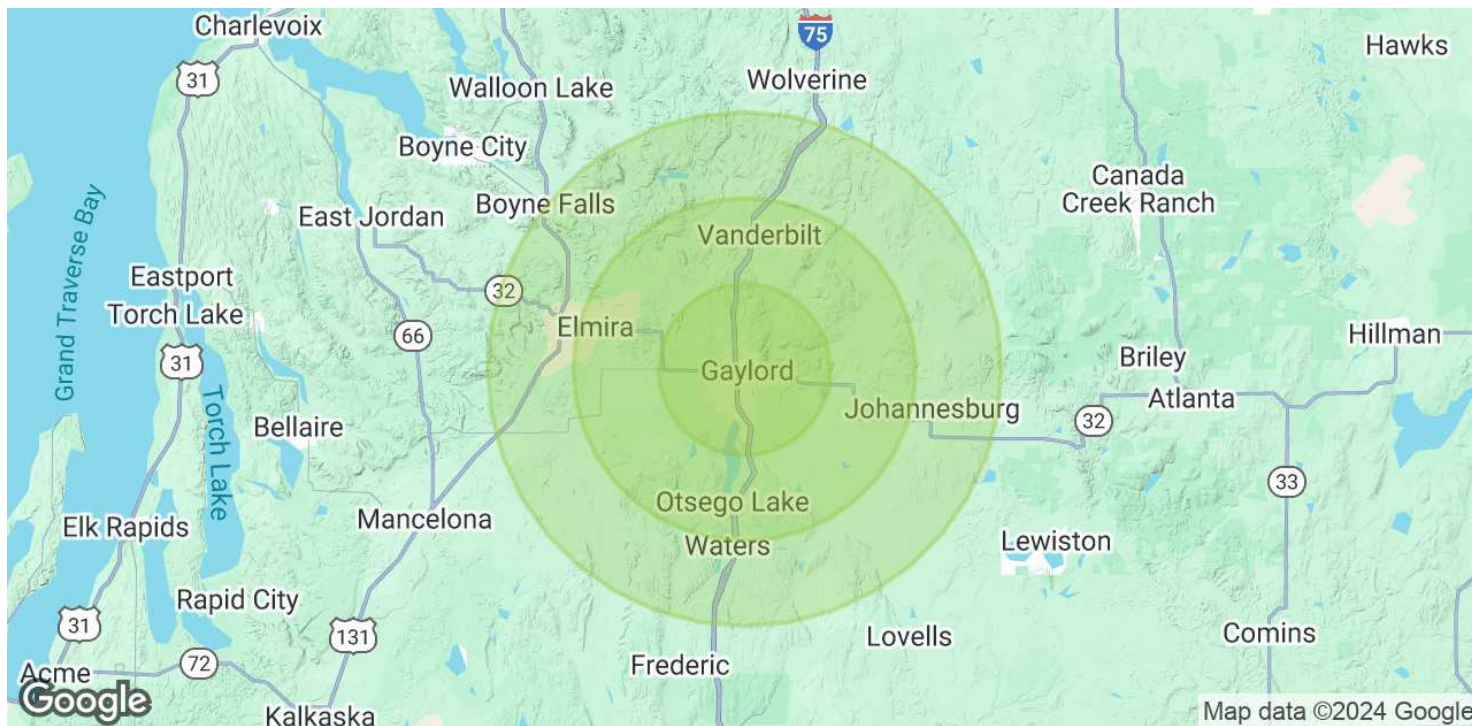 Charlevoix
75
Hawks
31
Wolverine
Walloon Lake
Boyne City
Canada
Creek Ranch
Boyne Falls
East Jordan
Vanderbilt
Grand Traverse Bay
Eastport
32
Torch Lake
Elmira
66
Hillman
31
Briley
Gaylord
Atlanta
Johannesburg
Torch Lake
32
Bellaire
33
Otsego Lake
Mancelona
Elk Rapids
Waters
Lewiston
Rapid City
31
131
Lovells
Comins
72
Frederic
Acme
Google
Kalkaska
Map data ©2024 Google